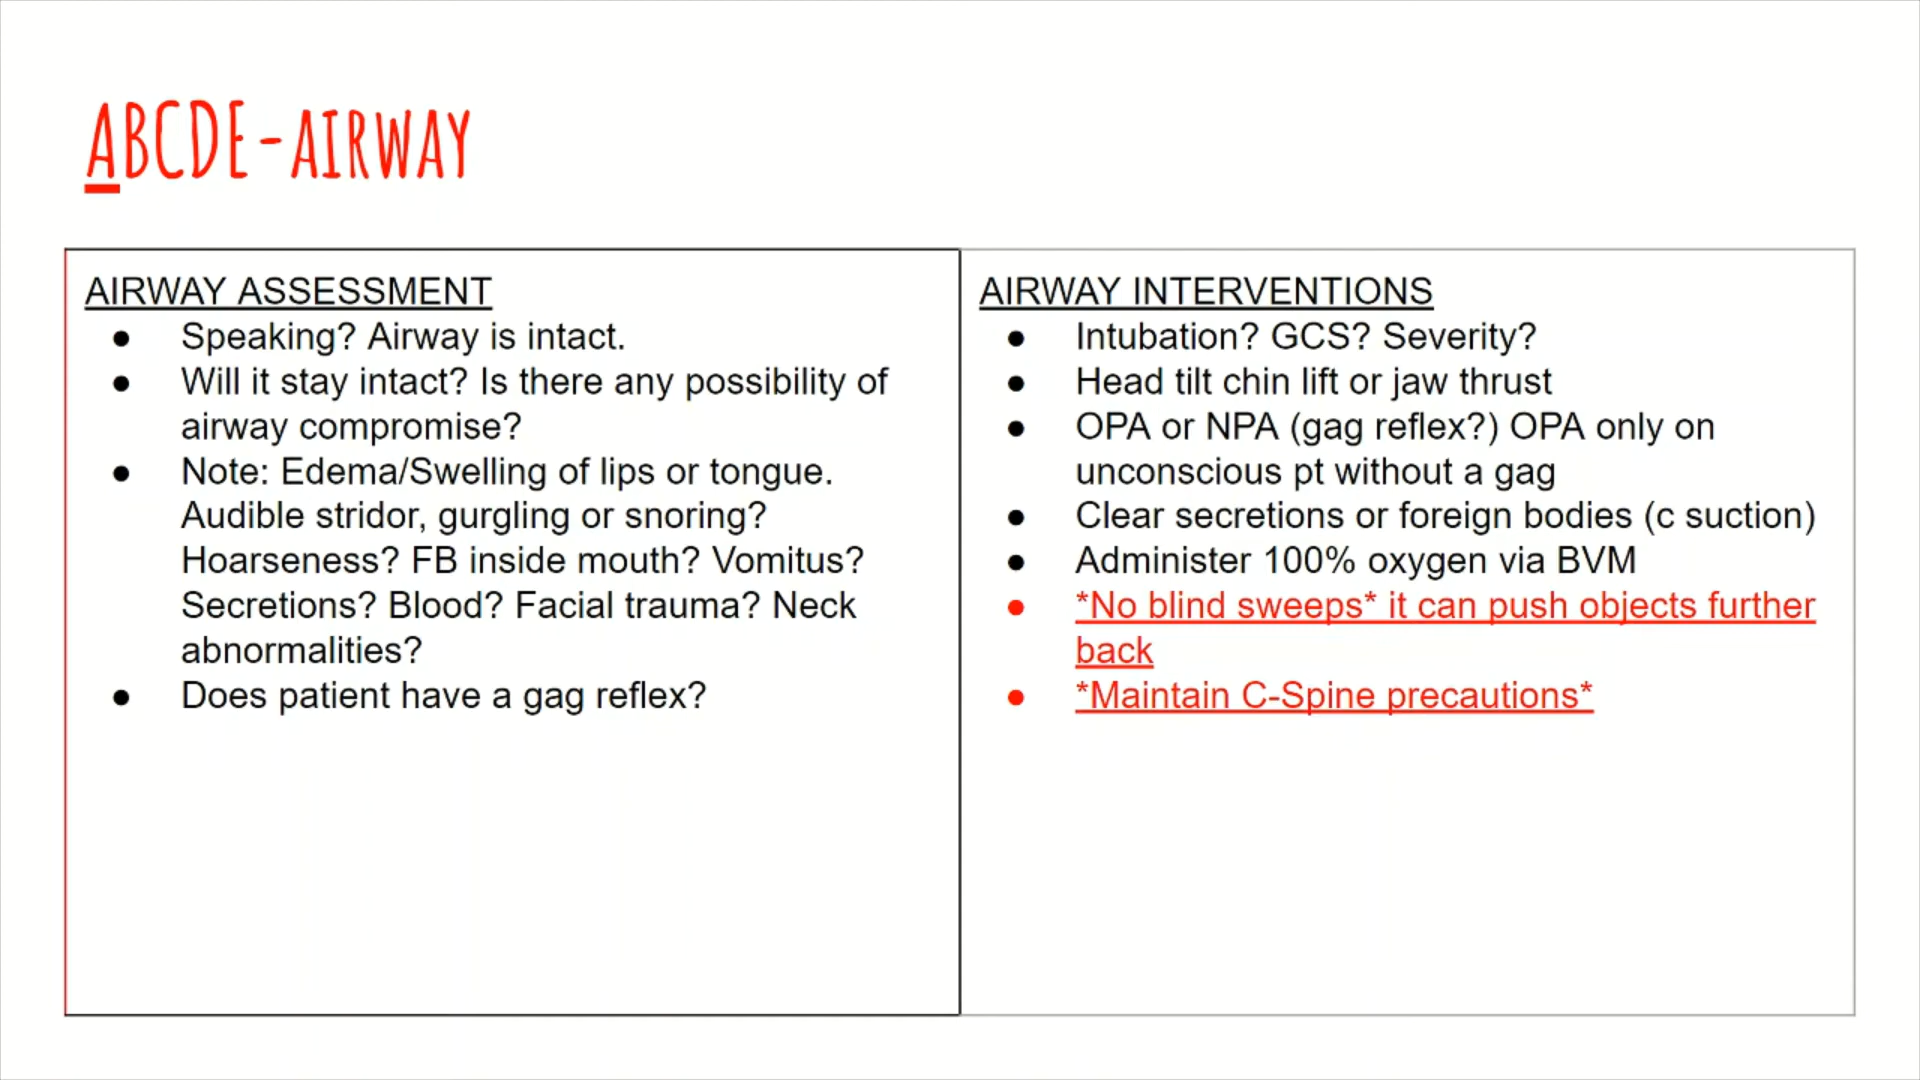 ABCDE-AIRWAY
AIRWAY ASSESSMENT
● Speaking? Airway is intact.
● Will it stay intact? Is there any possibility of
airway compromise?
● Note: Edema/Swelling of lips or tongue.
Audible stridor, gurgling or snoring?
Hoarseness? FB inside mouth? Vomitus?
Secretions? Blood? Facial trauma? Neck
abnormalities?
● Does patient have a gag reflex?
AIRWAY INTERVENTIONS
● Intubation? GCS? Severity?
● Head tilt chin lift or jaw thrust
● OPA or NPA (gag reflex?) OPA only on
unconscious pt without a gag
● Clear secretions or foreign bodies (c suction)
● Administer 100% oxygen via BVM
● *No blind sweeps* it can push objects further
back
● *Maintain C-Spine precautions*